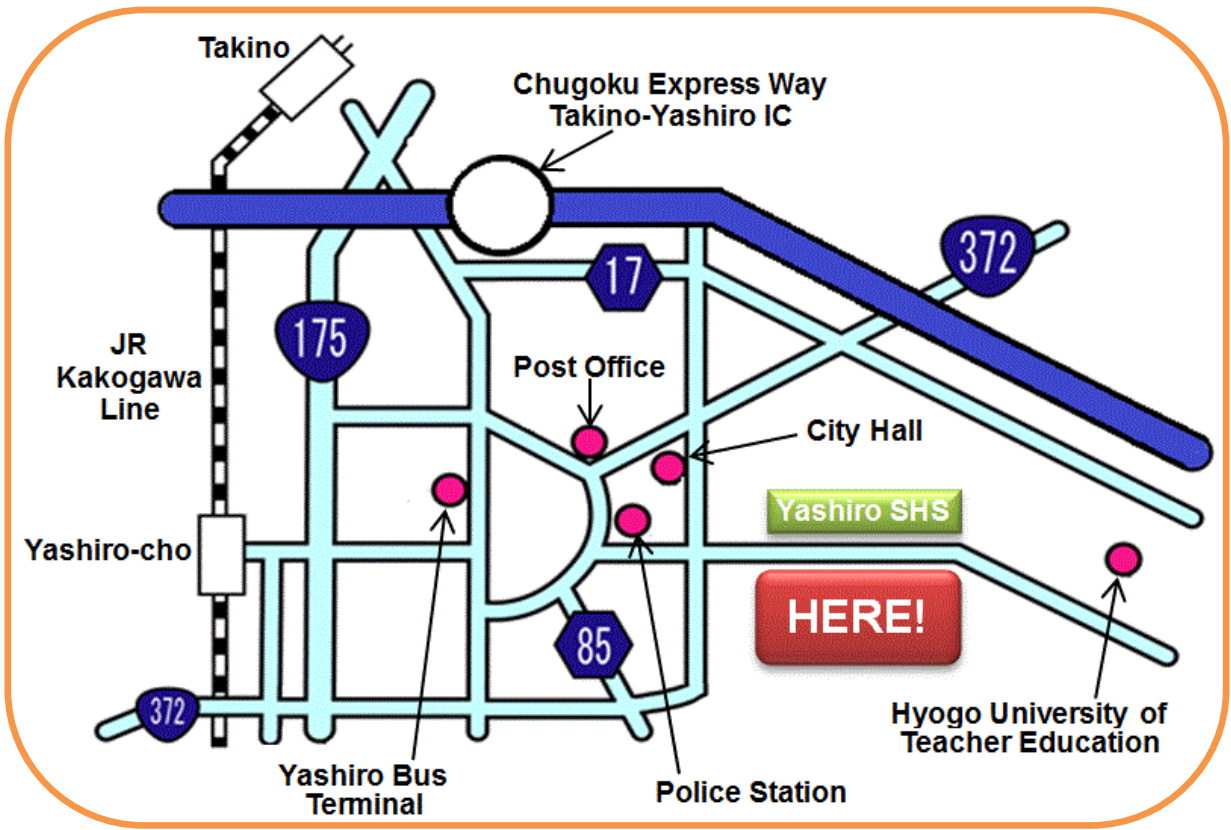 Takino
Chugoku Express Way
Takino-Yashiro IC
372
17
175
JR
Kakogawa
Line
Post Office
City Hall
Yashiro SHS
Yashiro-cho
HERE!
85
372
Hyogo University of
Teacher Education
Yashiro Bus
Terminal
Police Station